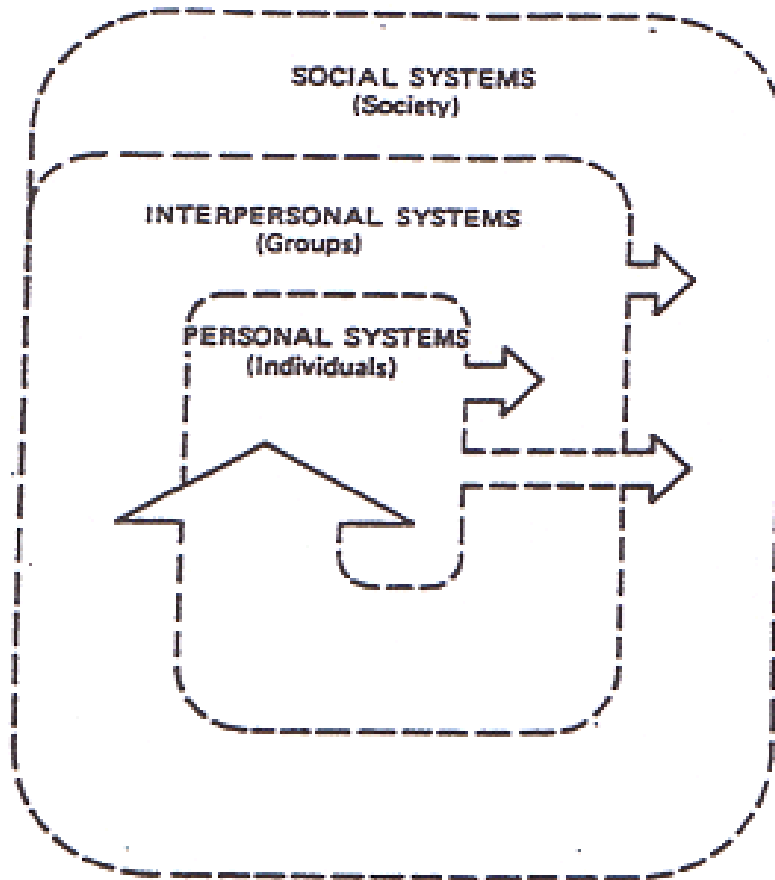 SOCIAL SYSTEMS
(Society)
INTERPERSONAL SYSTEMS
(Groups)
PERSONAL SYSTEMS
(Individuals)